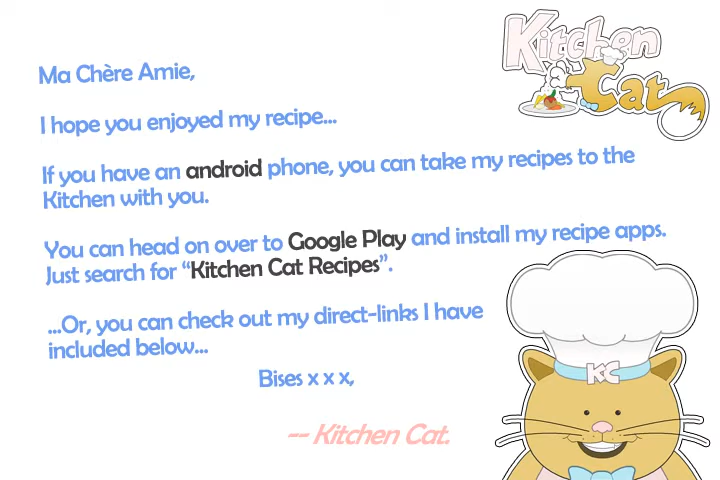 Kitchen
Cat
Ma Chère Amie,
I hope you enjoyed my recipe...
If you have an android phone, you can take my recipes to the
Kitchen with you.
You can head on over to Google Play and install my recipe apps.
Just search for “Kitchen Cat Recipes”.
...Or, you can check out my direct-links I have
included below...
Bises x x x,
-- Kitchen Cat.
KC